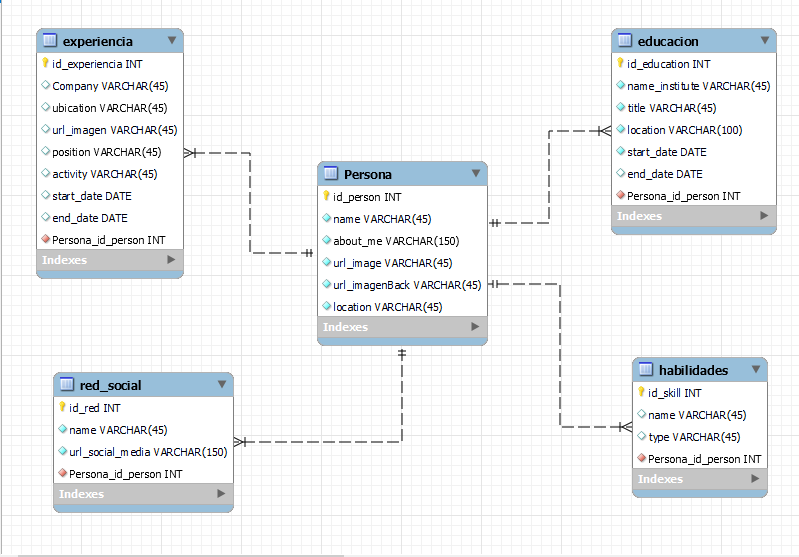 experiencia
id_experiencia INT
Company VARCHAR(45)
ubication VARCHAR(45)
url_imagen VARCHAR(45)
position VARCHAR(45)
activity VARCHAR(45)
start_date DATE
end_date DATE
Persona_id_person INT
Indexes
educacion
id_education INT
name_institute VARCHAR(45)
title VARCHAR(45)
location VARCHAR(100)
start_date DATE
end_date DATE
Persona_id_person INT
Indexes
Persona
id_person INT
name VARCHAR(45)
about_me VARCHAR(150)
url_image VARCHAR(45)
url_imagenBack VARCHAR(45)
location VARCHAR(45)
Indexes
red_social
id_red INT
name VARCHAR(45)
url_social_media VARCHAR(150)
Persona_id_person INT
Indexes
habilidades
id_skill INT
name VARCHAR(45)
type VARCHAR(45)
Persona_id_person INT
Indexes